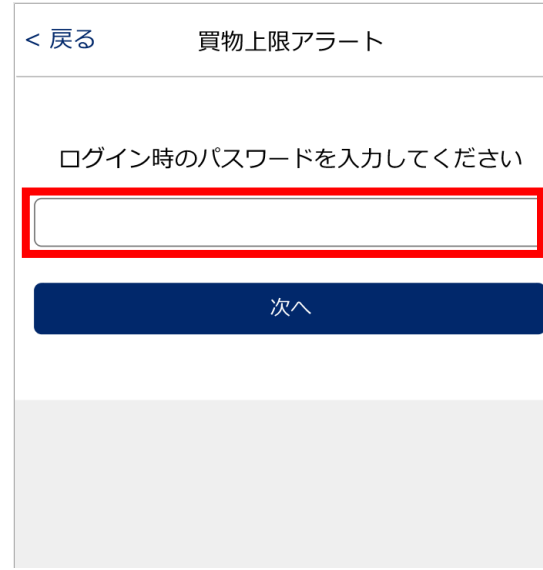 < 戻る 買物上限アラート
ログイン時のパスワードを入力してください
次へ